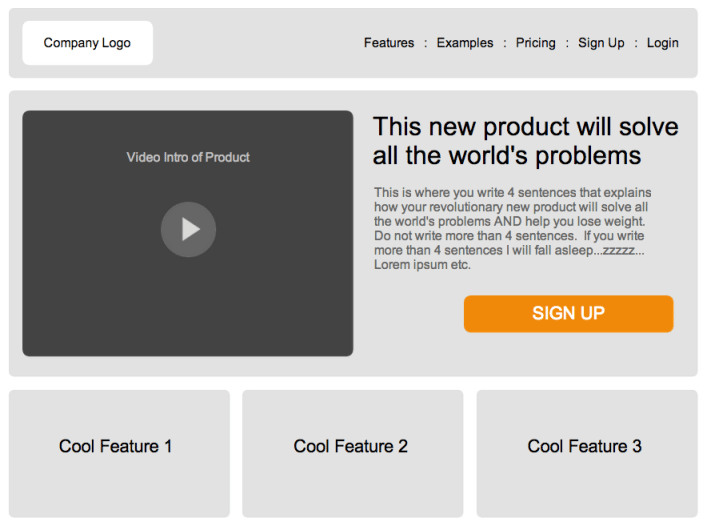 Company Logo
Features : Examples : Pricing : Sign Up : Login
Video Intro of Product
This new product will solve
all the world's problems
This is where you write 4 sentences that explains
how your revolutionary new product will solve all
the world's problems AND help you lose weight.
Do not write more than 4 sentences.  If you write
more than 4 sentences I will fall asleep...zzzzz...
Lorem ipsum etc.
SIGN UP
Cool Feature 1
Cool Feature 2
Cool Feature 3